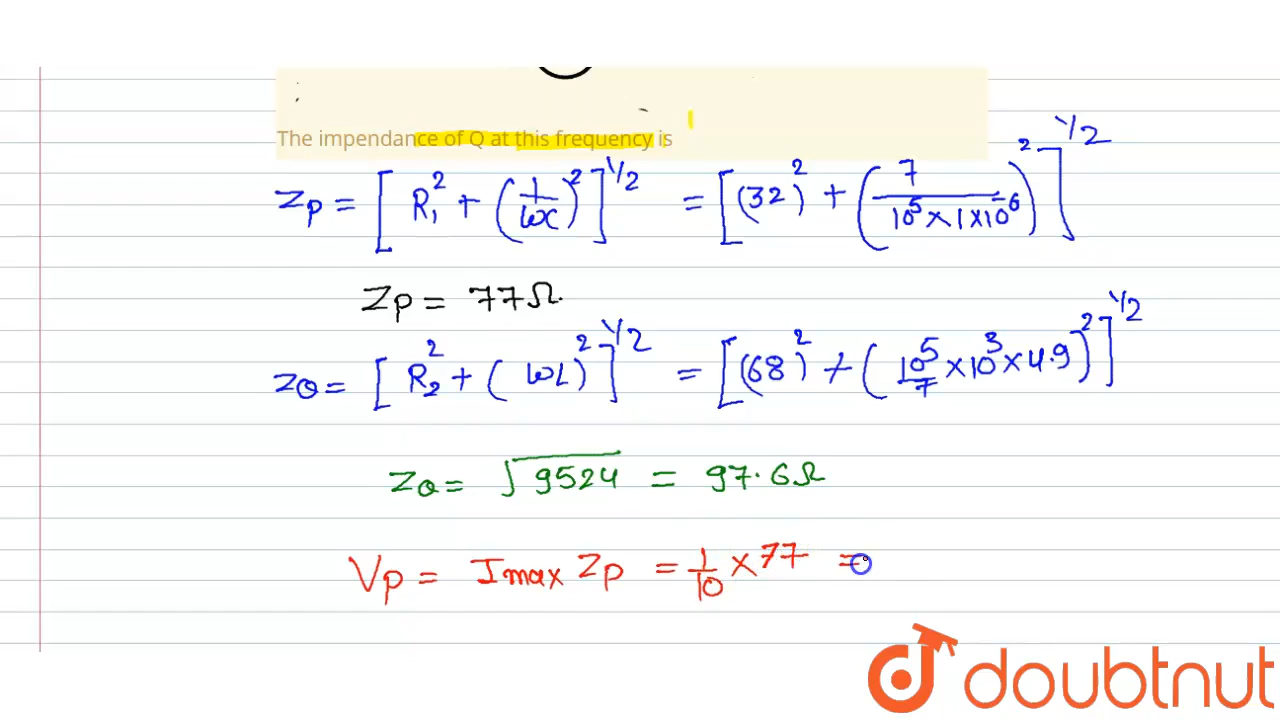 The impendance of Q at this frequency is
Zp = [R₁² + (1/ωC)²]^1/2 = [(32)² + (7/10⁵×1×10⁻⁶)²]^1/2
Zp = 77Ω.
ZQ = [R₂² + (ωL)²]^1/2 = [(68)² + (10⁵/7×10³×4.9)²]^1/2
ZQ = √9524 = 97.6Ω
Vp = Imax Zp = 1/10 × 77 =
doubtnut